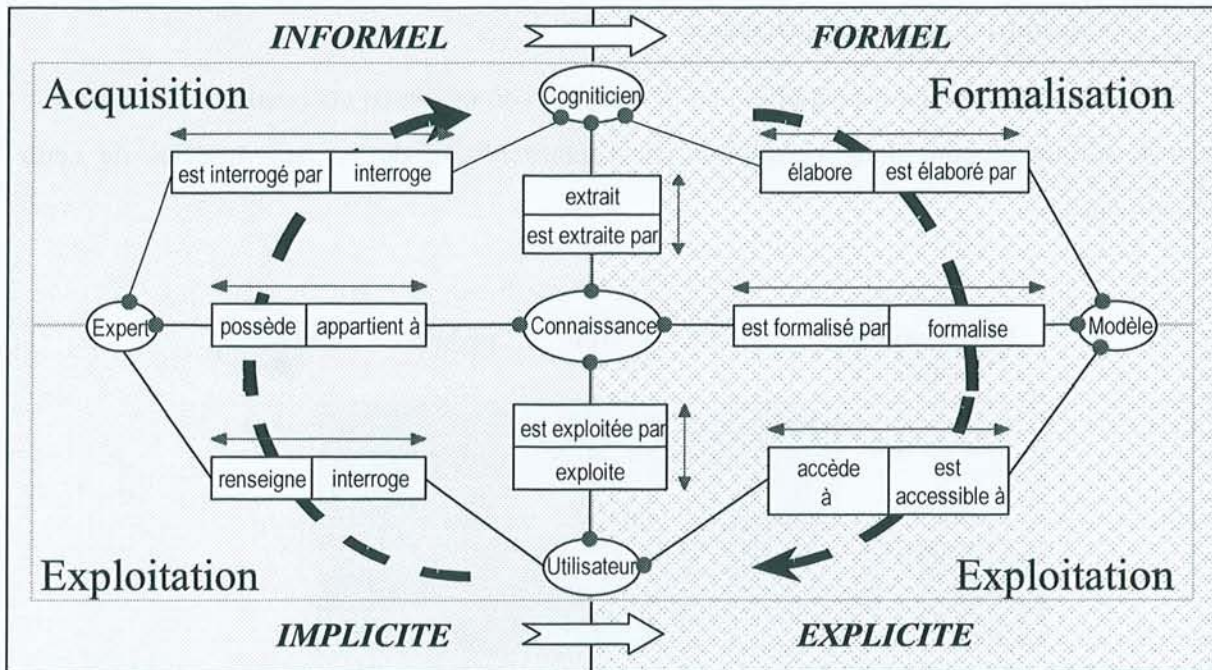 INFORMEL
FORMEL
Acquisition
Cogniticien
Formalisation
est interrogé par
interroge
élabore
est élaboré par
extrait
est extraite par
Expert
possède
appartient à
Connaissance
est formalisé par
formalise
Modèle
est exploitée par
exploite
renseigne
interroge
accède
à
est
accessible à
Exploitation
Utilisateur
Exploitation
IMPLICITE
EXPLICITE